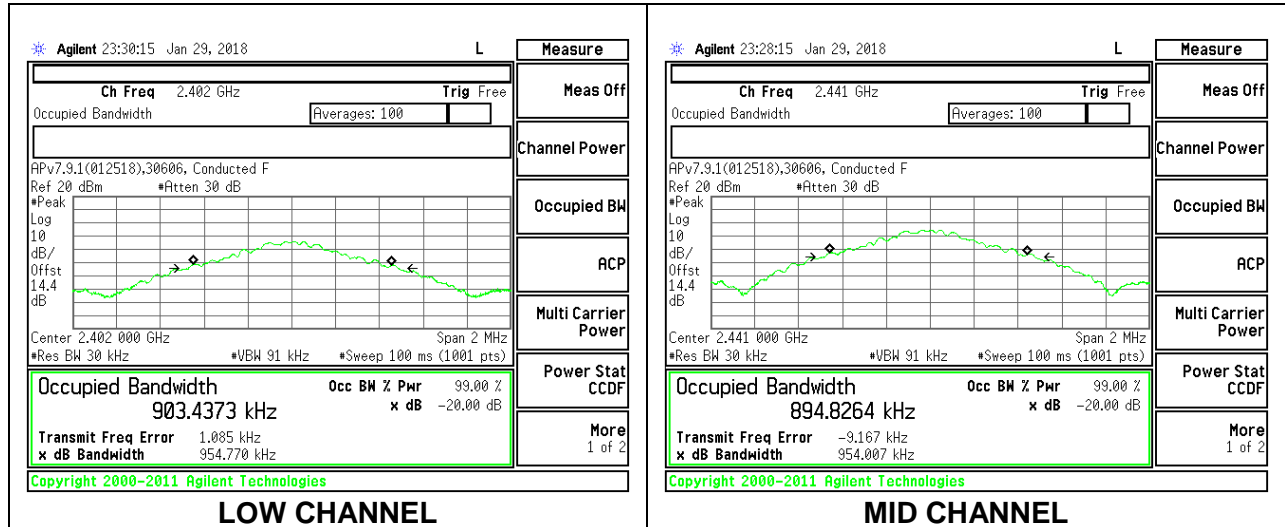 Agilent 23:30:15 Jan 29, 2018 L
Measure
Ch Freq 2.402 GHz Trig Free
Occupied Bandwidth Averages: 100
APv7.9.1(012518),30606, Conducted F
Ref 20 dBm #Atten 30 dB
#Peak
Log
10
dB/
Offst
14.4
dB
Center 2.402 000 GHz Span 2 MHz
#Res BW 30 kHz #VBW 91 kHz #Sweep 100 ms (1001 pts)
Occupied Bandwidth Occ BW % Pwr 99.00 %
903.4373 kHz x dB -20.00 dB
Transmit Freq Error 1.085 kHz
x dB Bandwidth 954.770 kHz
Copyright 2000-2011 Agilent Technologies
Meas Off
Channel Power
Occupied BW
ACP
Multi Carrier
Power
Power Stat
CCDF
More
1 of 2
LOW CHANNEL
Agilent 23:28:15 Jan 29, 2018 L
Measure
Ch Freq 2.441 GHz Trig Free
Occupied Bandwidth Averages: 100
APv7.9.1(012518),30606, Conducted F
Ref 20 dBm #Atten 30 dB
#Peak
Log
10
dB/
Offst
14.4
dB
Center 2.441 000 GHz Span 2 MHz
#Res BW 30 kHz #VBW 91 kHz #Sweep 100 ms (1001 pts)
Occupied Bandwidth Occ BW % Pwr 99.00 %
894.8264 kHz x dB -20.00 dB
Transmit Freq Error -9.167 kHz
x dB Bandwidth 954.007 kHz
Copyright 2000-2011 Agilent Technologies
Meas Off
Channel Power
Occupied BW
ACP
Multi Carrier
Power
Power Stat
CCDF
More
1 of 2
MID CHANNEL